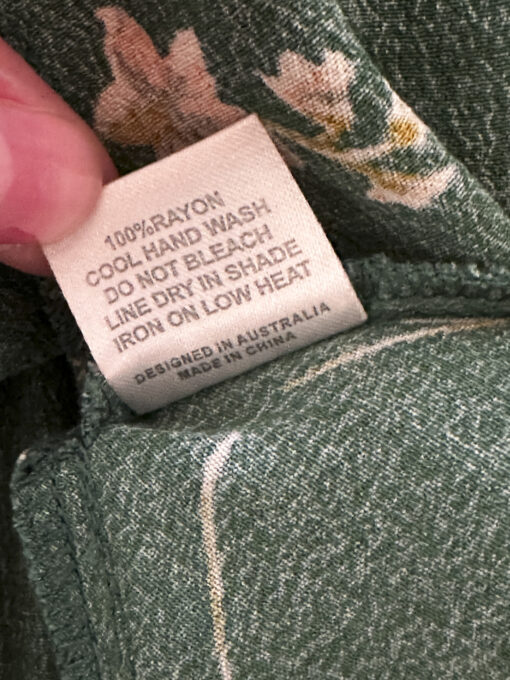 100%RAYON
COOL HAND WASH
DO NOT BLEACH
LINE DRY IN SHADE
IRON ON LOW HEAT
DESIGNED IN AUSTRALIA
MADE IN CHINA